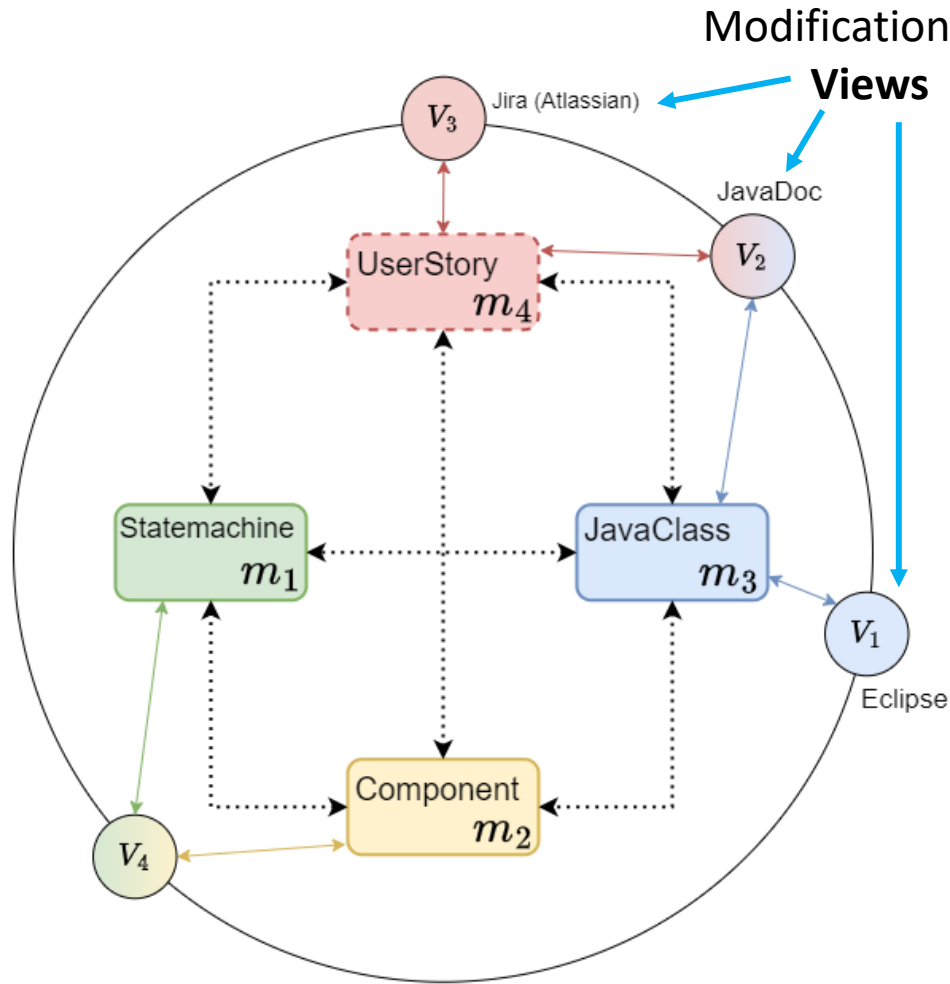 Modification
Views
Jira (Atlassian)
V₃
JavaDoc
V₂
UserStory
m₄
Statemachine
m₁
JavaClass
m₃
V₁
Eclipse
Component
m₂
V₄